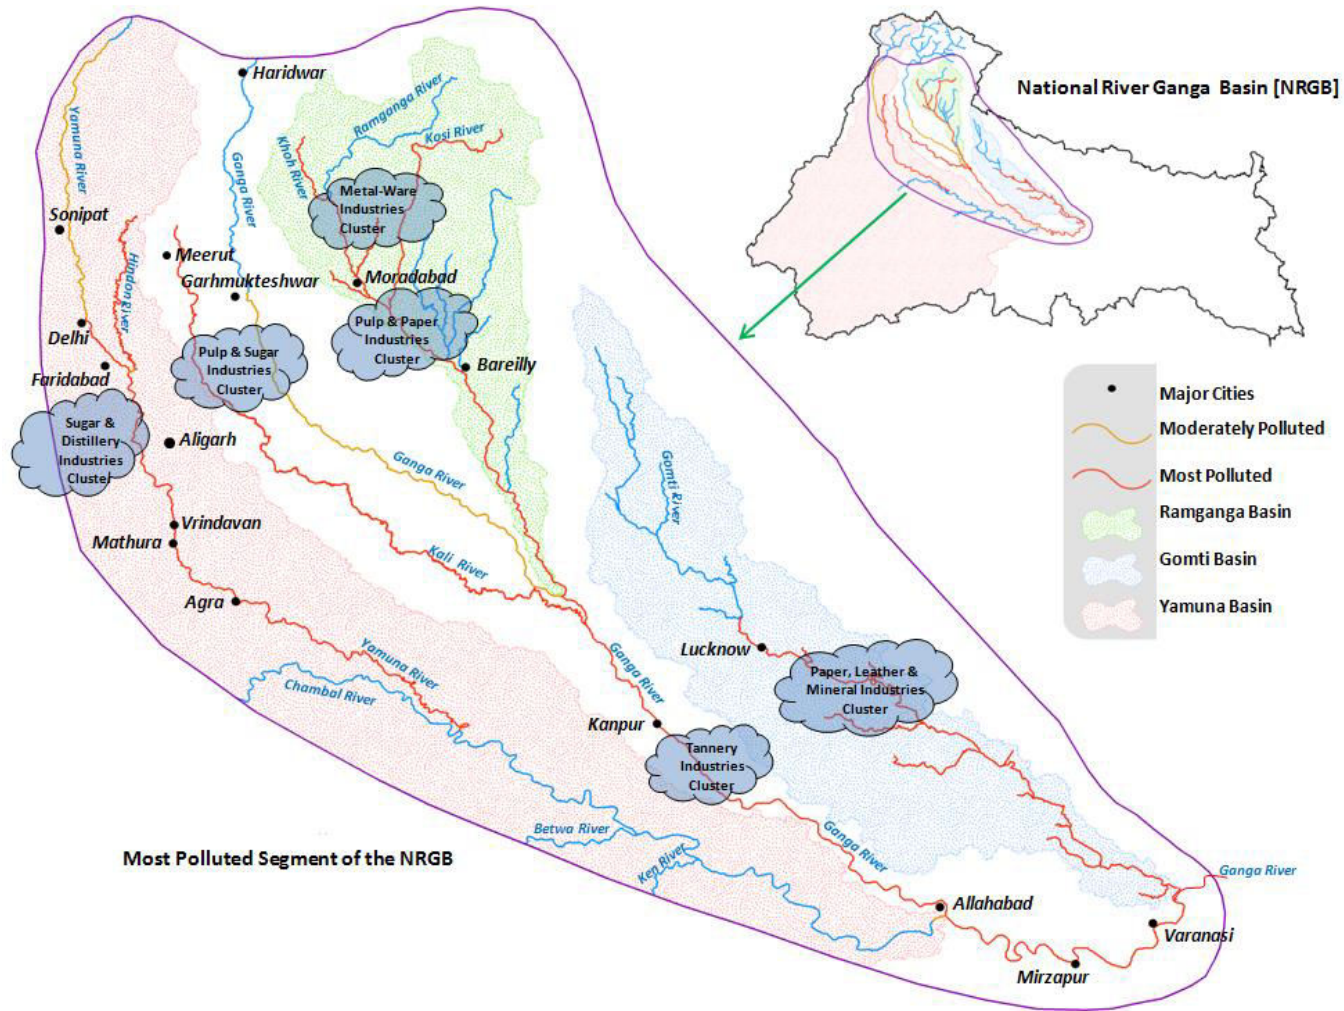 National River Ganga Basin [NRGB]
Haridwar
Ramganga River
Kosi River
Khoh River
Yamuna River
Ganga River
Metal-Ware
Industries
Cluster
Sonipat
Meerut
Hindon River
Garhmukteshwar
Moradabad
Delhi
Pulp & Paper
Industries
Cluster
Pulp & Sugar
Industries
Cluster
Bareilly
Faridabad
Sugar &
Distillery
Industries
Cluster
Aligarh
Ganga River
Gomti River
Vrindavan
Mathura
Kali River
Agra
Yamuna River
Chambal River
Ganga River
Lucknow
Paper, Leather &
Mineral Industries
Cluster
Kanpur
Tannery
Industries
Cluster
Betwa River
Ken River
Ganga River
Most Polluted Segment of the NRGB
Ganga River
Allahabad
Varanasi
Mirzapur
Major Cities
Moderately Polluted
Most Polluted
Ramganga Basin
Gomti Basin
Yamuna Basin